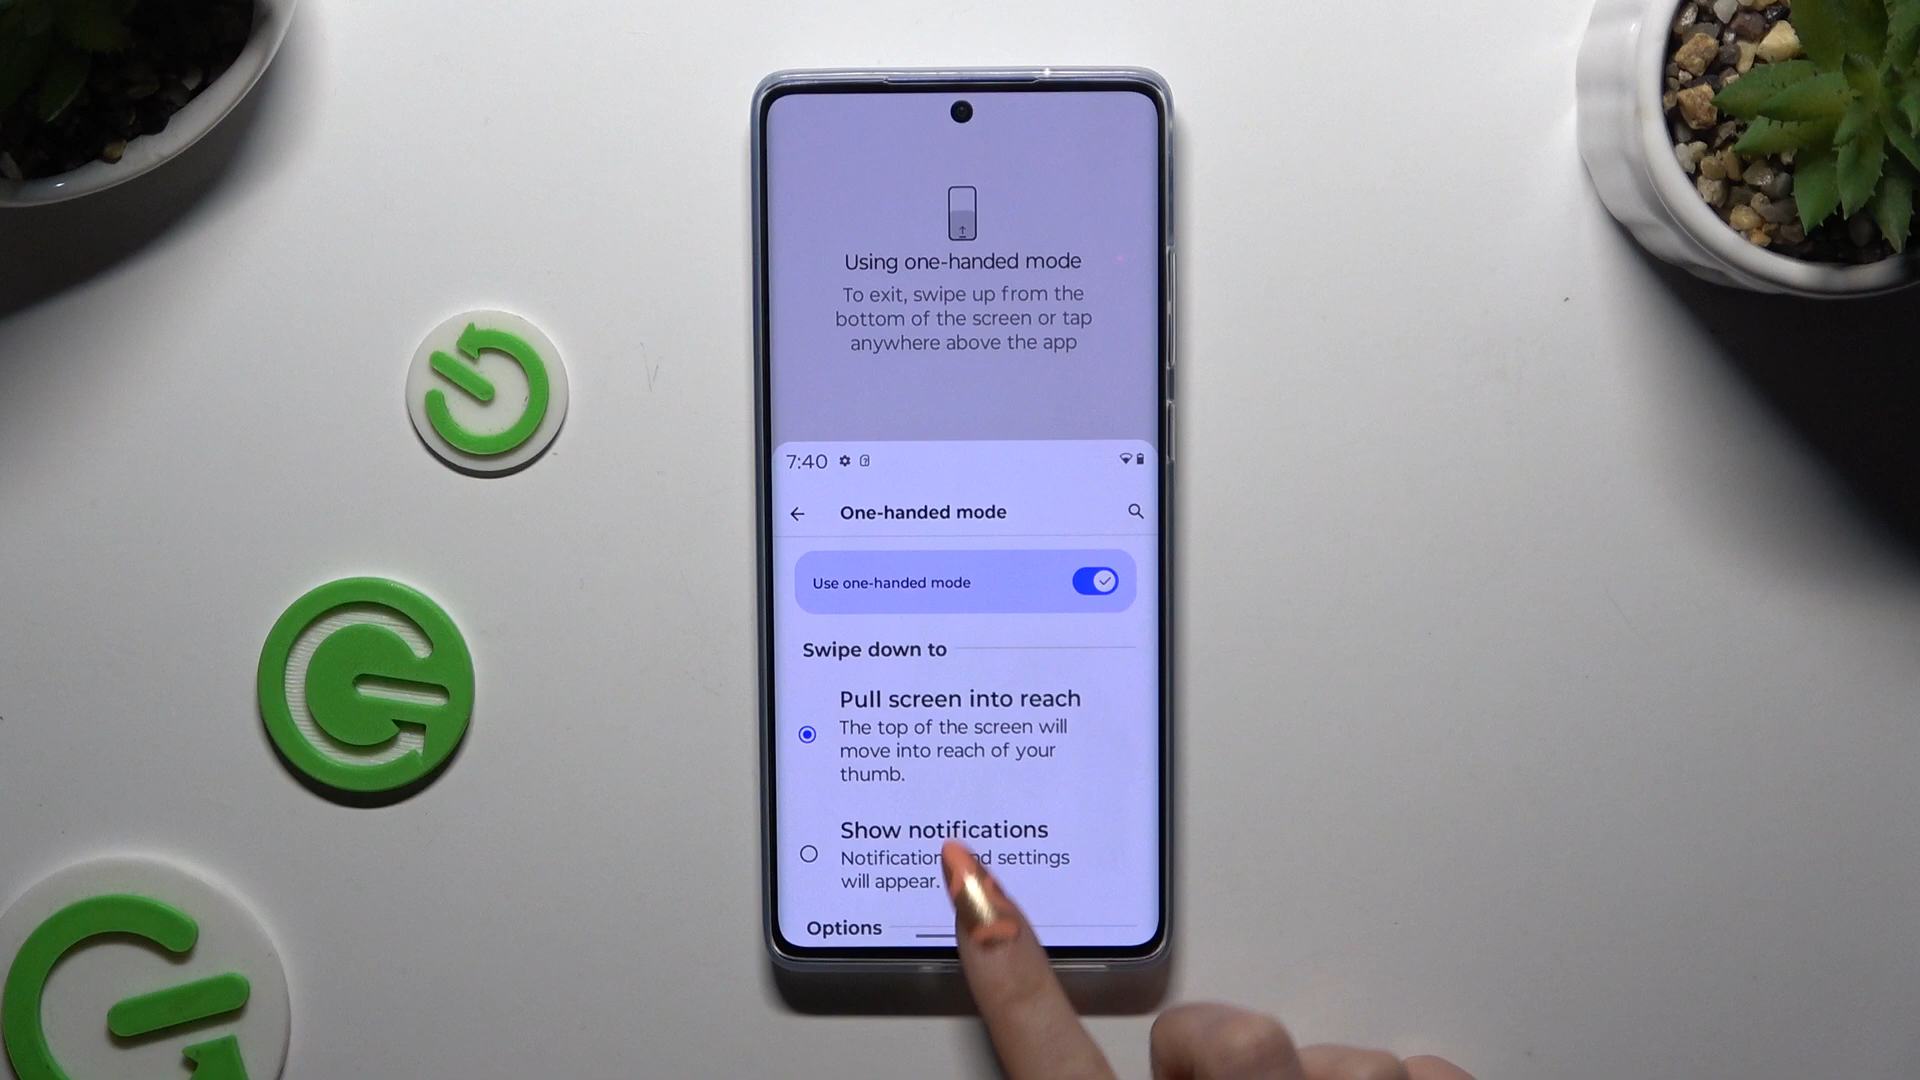 Using one-handed mode
To exit, swipe up from the
bottom of the screen or tap
anywhere above the app
7:40
One-handed mode
Use one-handed mode
Swipe down to
Pull screen into reach
The top of the screen will
move into reach of your
thumb.
Show notifications
settings
will appear.
Options